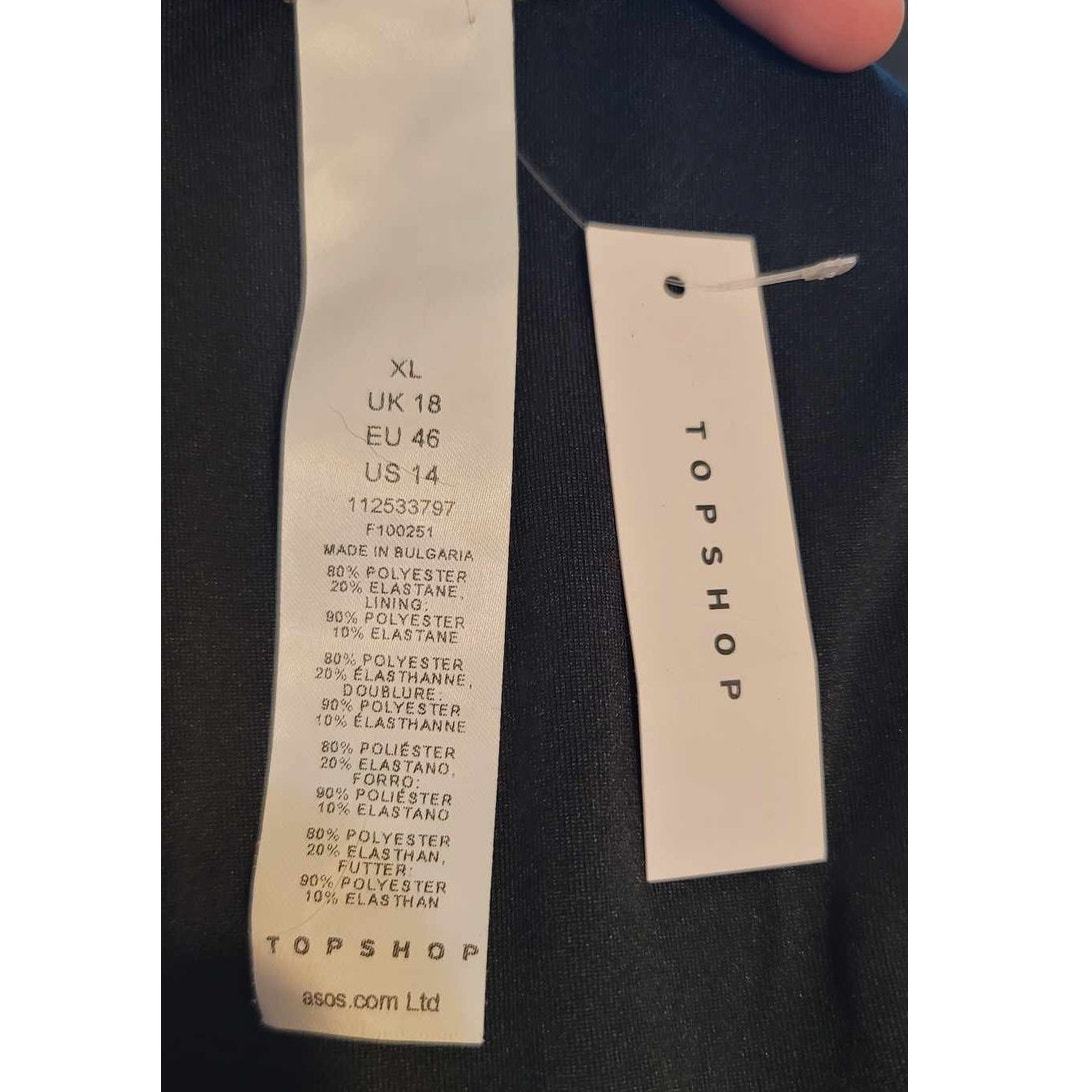 XL
UK 18
EU 46
US 14
112533797
F100251
MADE IN BULGARIA
80% POLYESTER
20% ELASTANE,
LINING:
90% POLYESTER
10% ELASTANE
80% POLYESTER
20% ÉLASTHANNE,
DOUBLURE:
90% POLYESTER
10% ÉLASTHANNE
80% POLIÉSTER
20% ELASTANO,
FORRO:
90% POLIÉSTER
10% ELASTANO
80% POLYESTER
20% ELASTHAN,
FUTTER:
90% POLYESTER
10% ELASTHAN
TOPSHOP
asos.com Ltd
TOPSHOP